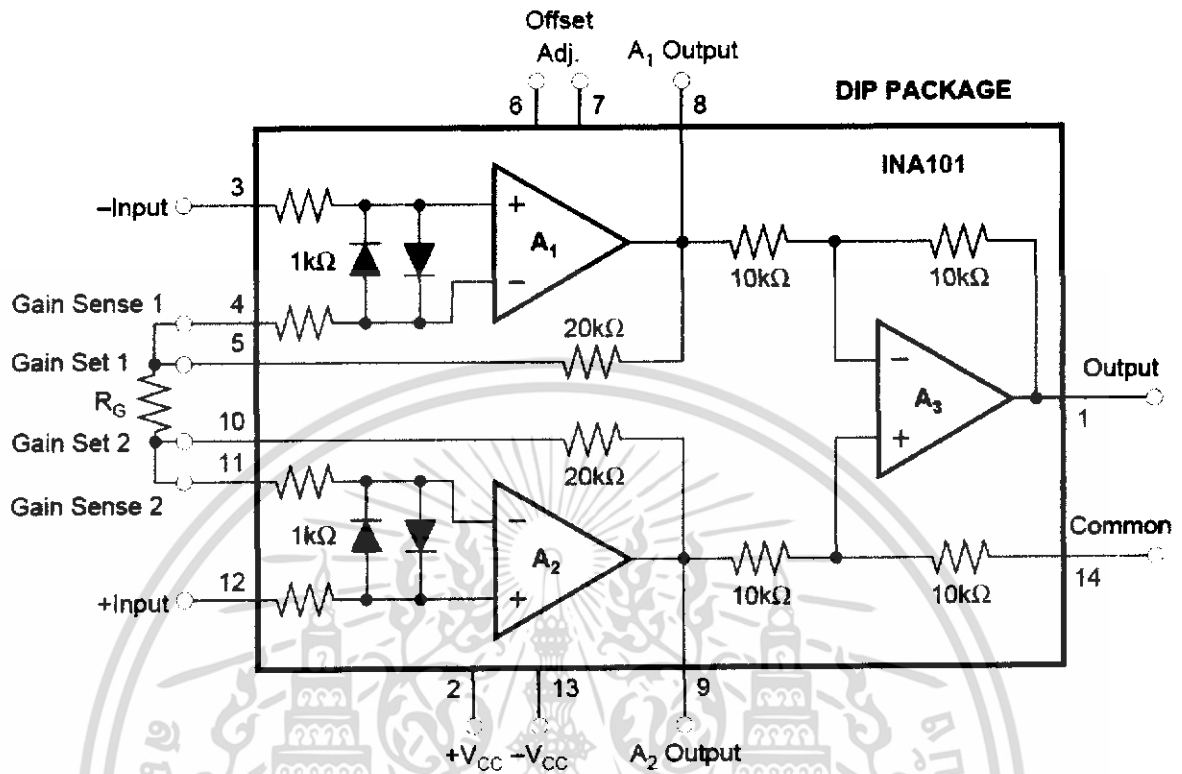 Offset
Adj.
A1 Output
6
7
8
DIP PACKAGE
INA101
3
–Input
1kΩ
+
A1
–
10kΩ
10kΩ
Gain Sense 1
4
5
20kΩ
Gain Set 1
RG
–
A3
+
Output
1
Gain Set 2
10
11
20kΩ
Gain Sense 2
1kΩ
–
A2
+
Common
12
+Input
10kΩ
10kΩ
14
2
13
9
+VCC
–VCC
A2 Output